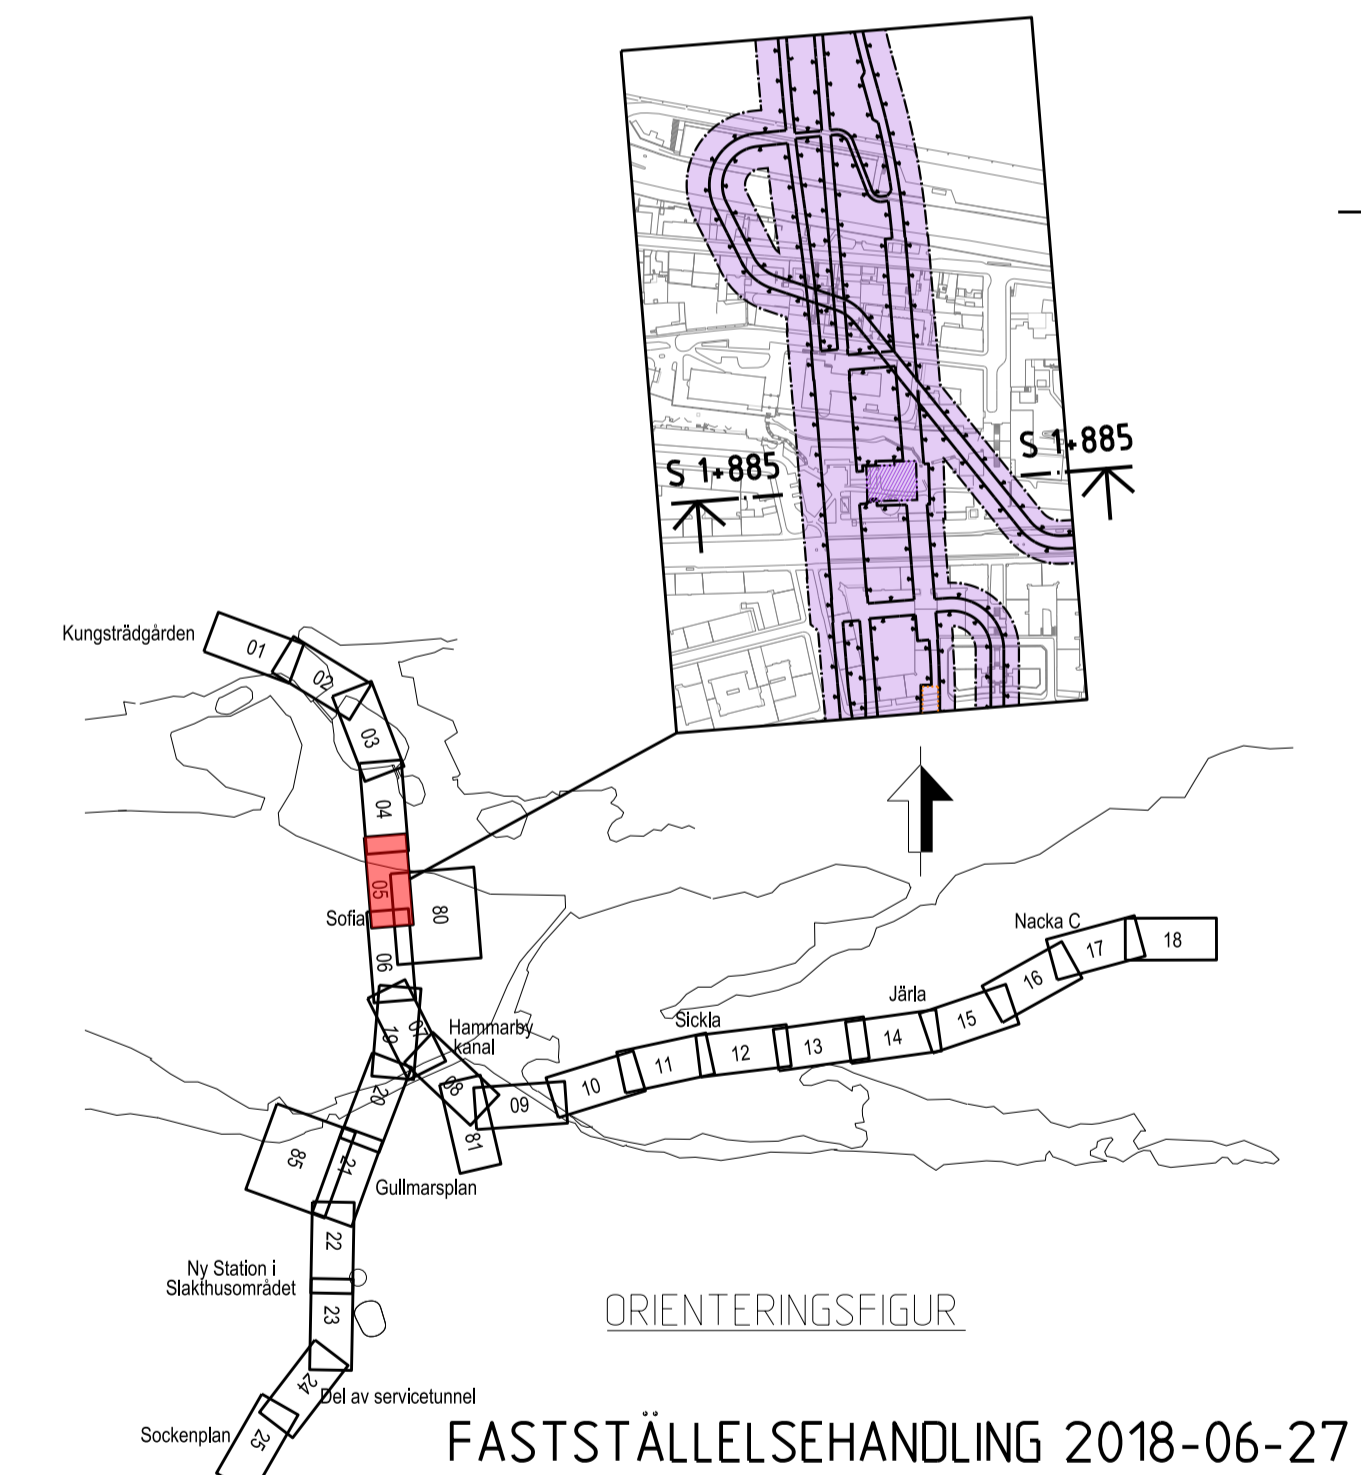 S 1+885
S 1+885
Kungsträdgården
01
02
03
04
05
Sofia
80
06
07
19
Hammarby
kanal
08
09
81
20
85
21
Gullmarsplan
22
Ny Station i
Slakthusområdet
23
24
Del av servicetunnel
Sockenplan
25
10
11
Sickla
12
13
14
Järla
15
16
Nacka C
17
18
ORIENTERINGSFIGUR
FASTSTÄLLELSEHANDLING 2018-06-27